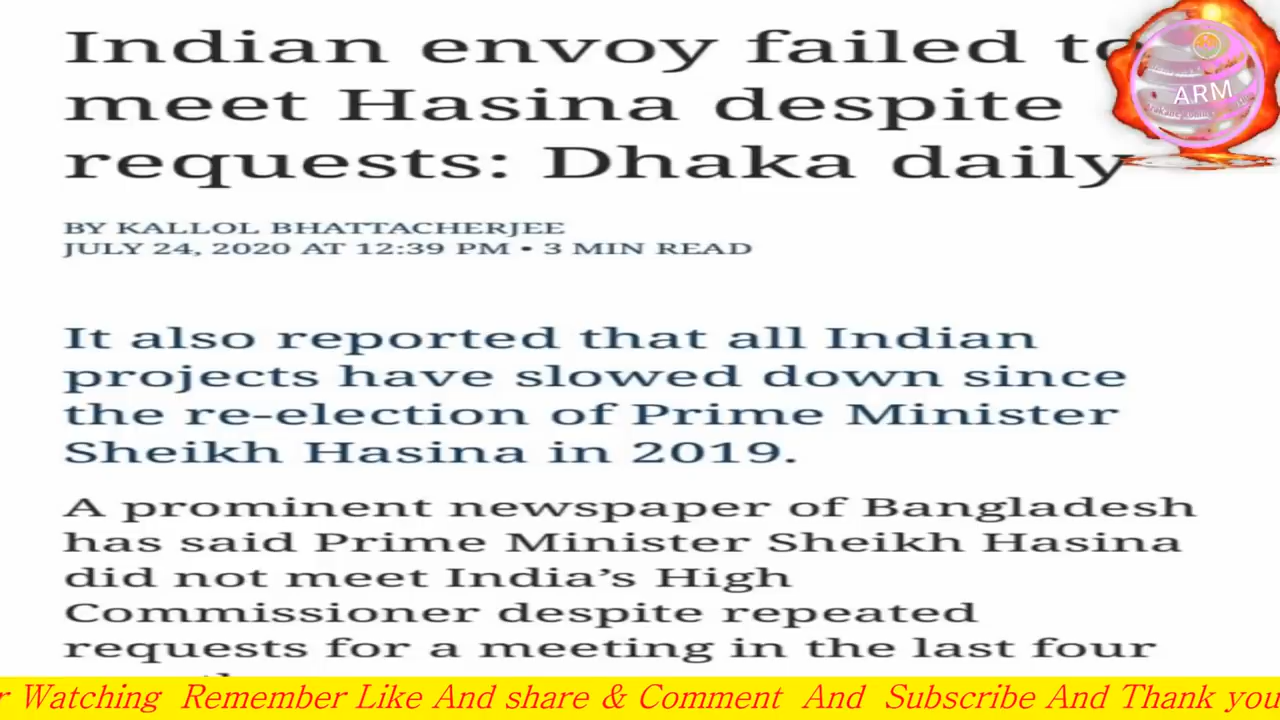 Indian envoy failed to
meet Hasina despite
requests: Dhaka daily
BY KALLOL BHATTACHERJEE
JULY 24, 2020 AT 12:39 PM • 3 MIN READ
It also reported that all Indian
projects have slowed down since
the re-election of Prime Minister
Sheikh Hasina in 2019.
A prominent newspaper of Bangladesh
has said Prime Minister Sheikh Hasina
did not meet India’s High
Commissioner despite repeated
requests for a meeting in the last four
Watching Remember Like And share & Comment And Subscribe And Thank you
ARM